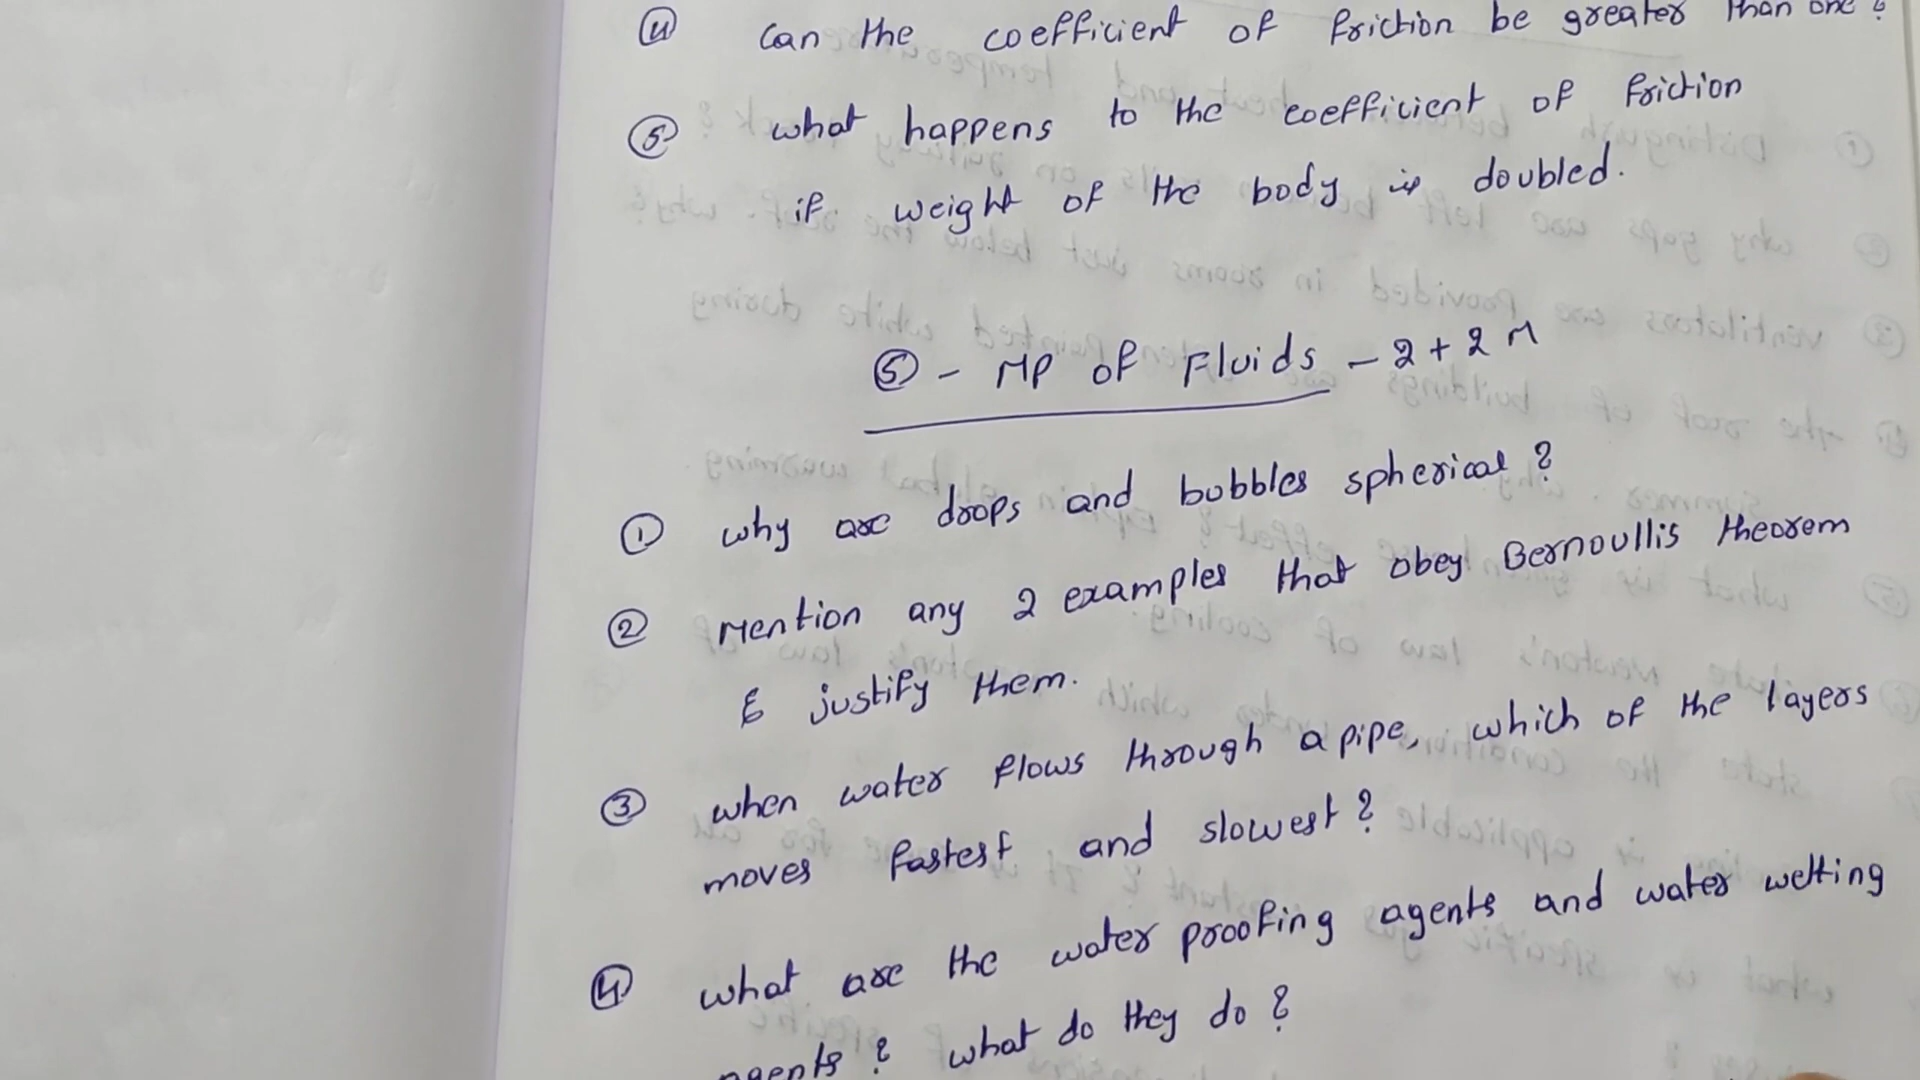 ④ can the coefficient of friction be greater than one ?
⑤ what happens to the coefficient of friction
if weight of the body is doubled.
⑤ - MP of Fluids - 2 + 2 M
① why are drops and bubbles spherical ?
② Mention any 2 examples that obey Bernoullis theorem
& justify them.
③ when water flows through a pipe, which of the layers
moves fastest and slowest ?
④ what are the water proofing agents and water wetting
agents ? what do they do ?